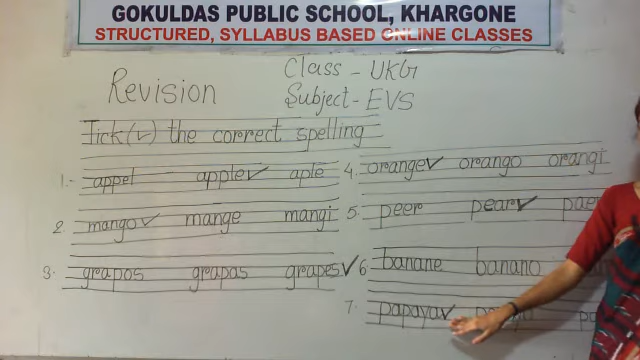 GOKULDAS PUBLIC SCHOOL, KHARGONE
STRUCTURED, SYLLABUS BASED ONLINE CLASSES
Revision
Class - UKG
Subject - EVS
Tick (✓) the correct spelling
1.- appel apple✓ aple
2. mango✓ mange mangi
3. grapos grapas grapes✓
4. orange✓ orango orangi
5. peer pear✓ paer
6. banane banano
7. papaya✓